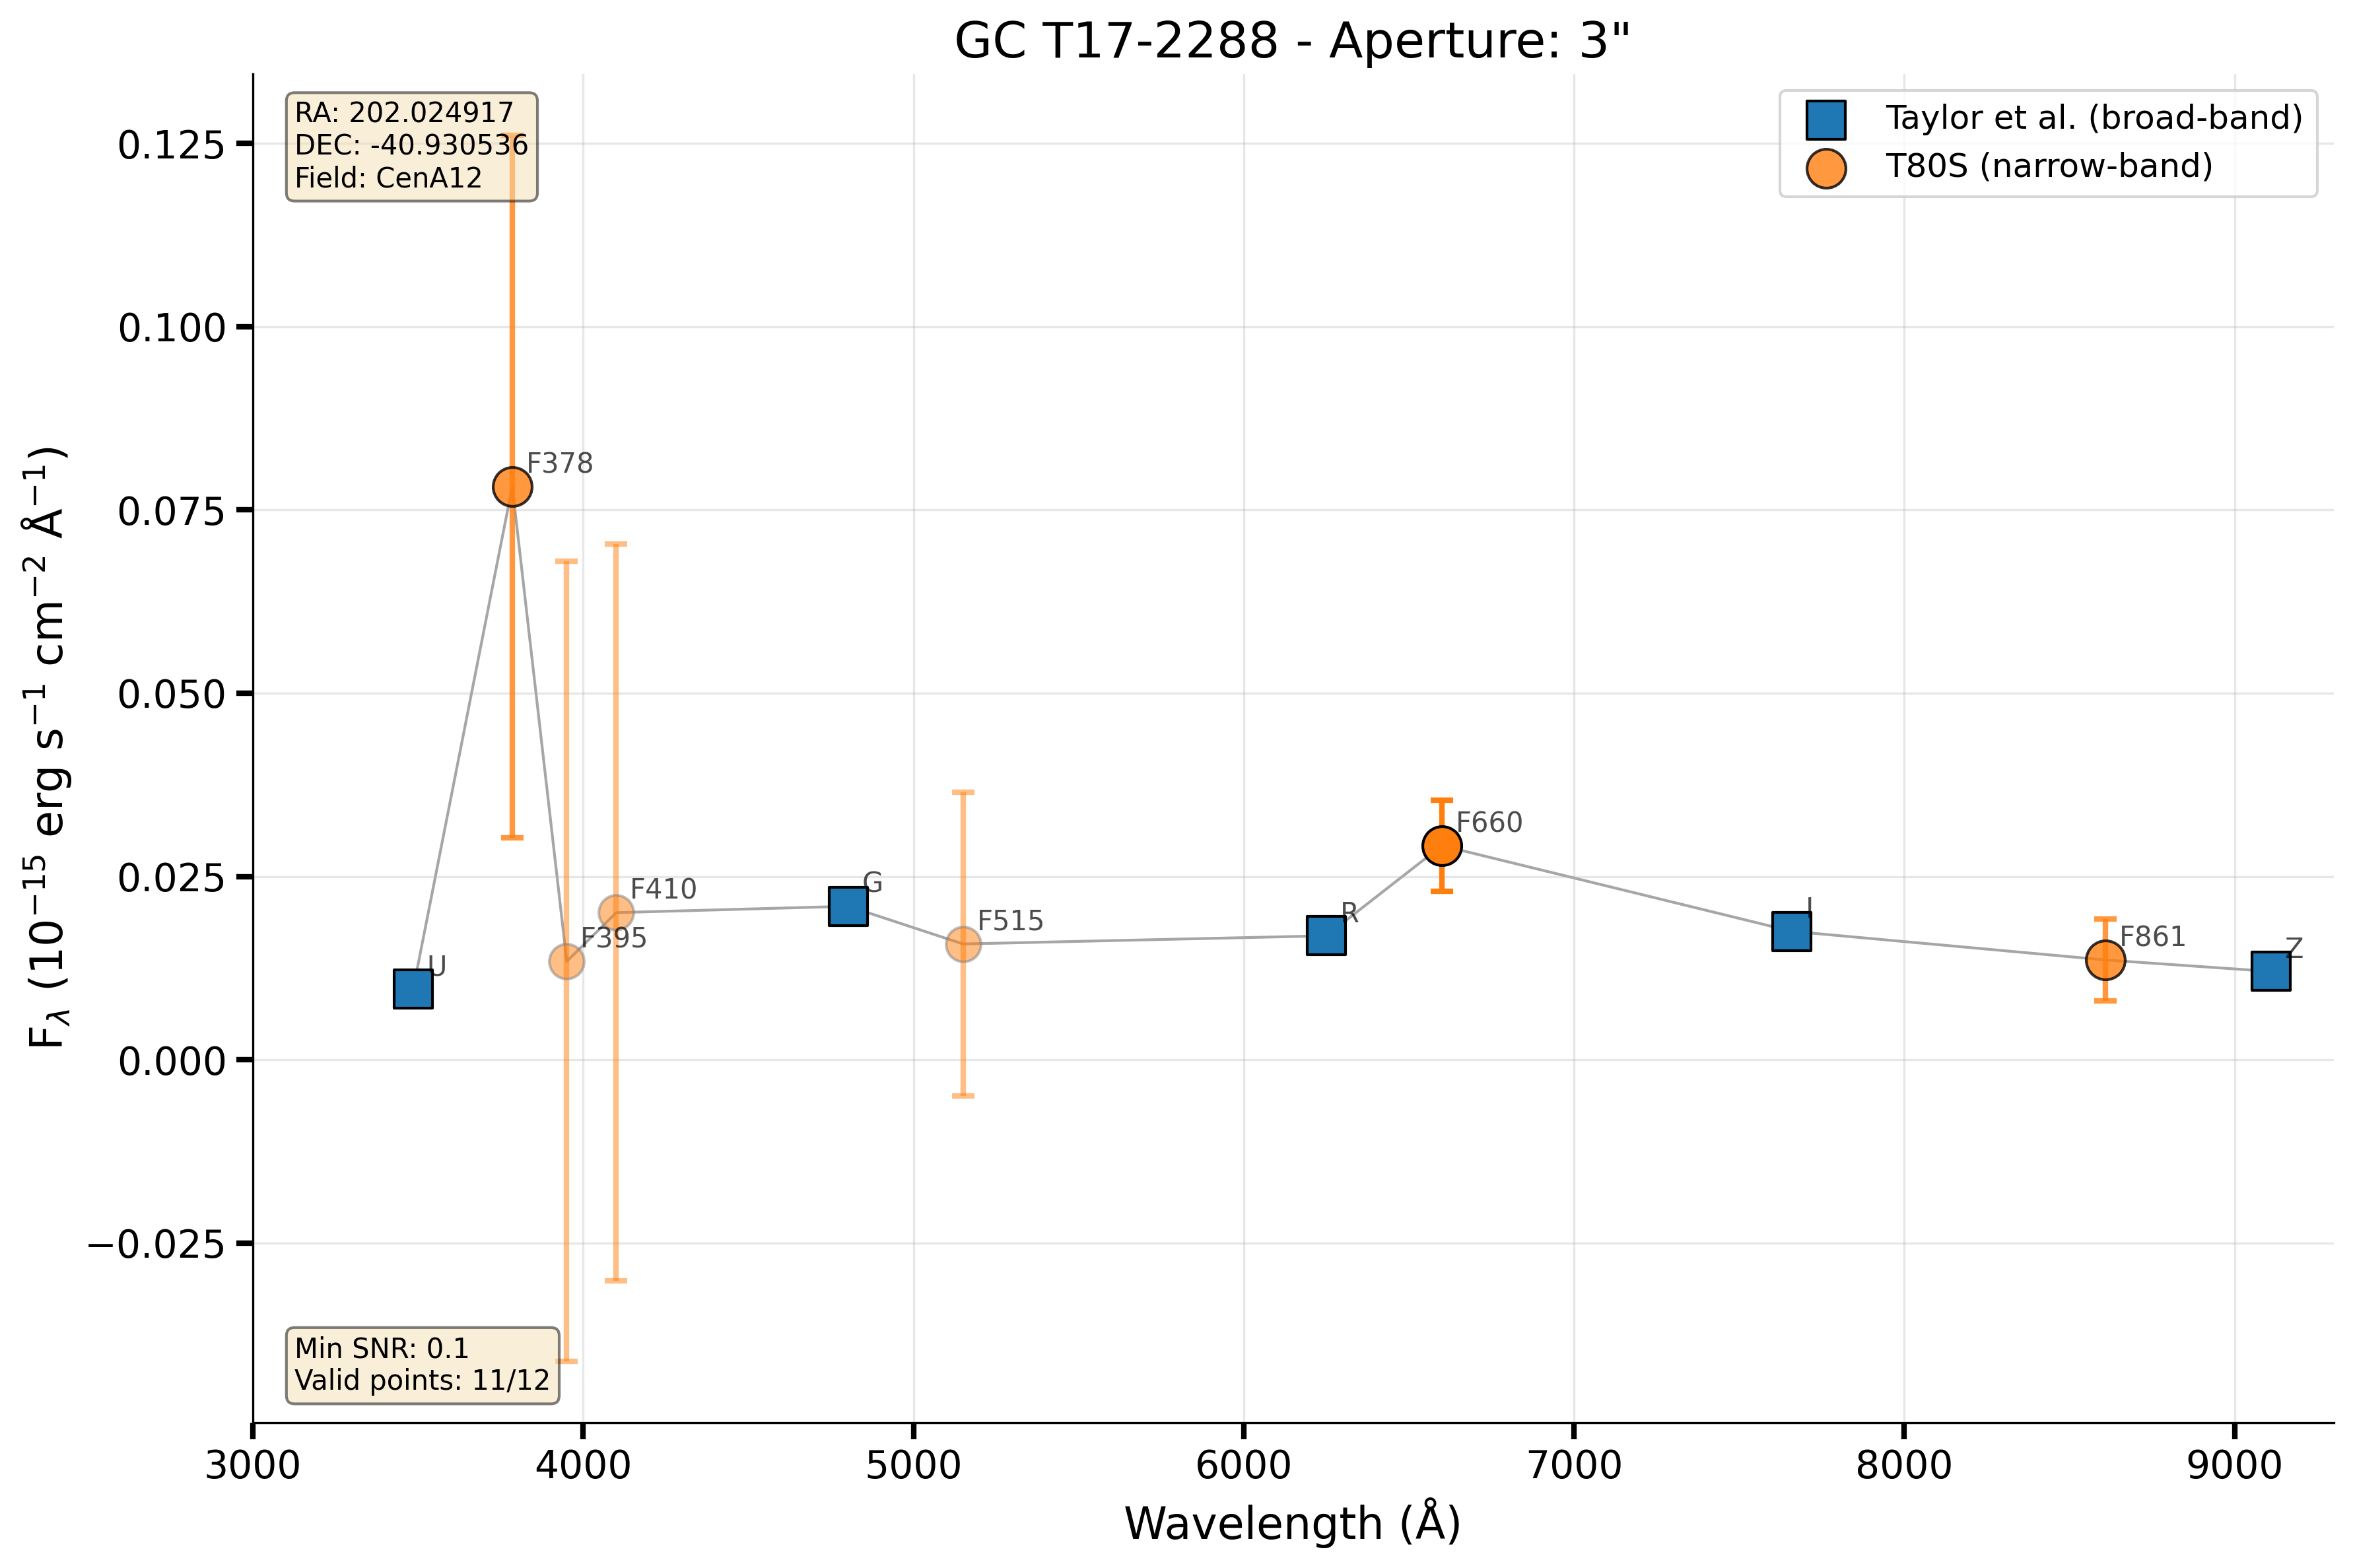 GC T17-2288 - Aperture: 3"
RA: 202.024917
DEC: -40.930536
Field: CenA12
Taylor et al. (broad-band)
T80S (narrow-band)
0.125
0.100
0.075
0.050
0.025
0.000
−0.025
F_λ (10⁻¹⁵ erg s⁻¹ cm⁻² Å⁻¹)
U
F378
F395
F410
G
F515
R
F660
I
F861
Z
Min SNR: 0.1
Valid points: 11/12
3000 4000 5000 6000 7000 8000 9000
Wavelength (Å)